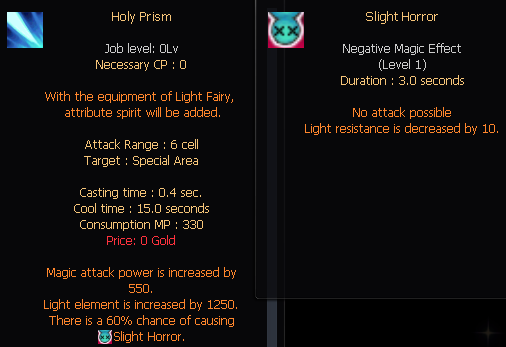 Holy Prism
Job level: 0Lv
Necessary CP : 0
With the equipment of Light Fairy,
attribute spirit will be added.
Attack Range : 6 cell
Target : Special Area
Casting time : 0.4 sec.
Cool time : 15.0 seconds
Consumption MP : 330
Price: 0 Gold
Magic attack power is increased by
550.
Light element is increased by 1250.
There is a 60% chance of causing
Slight Horror.
Slight Horror
Negative Magic Effect
(Level 1)
Duration : 3.0 seconds
No attack possible
Light resistance is decreased by 10.